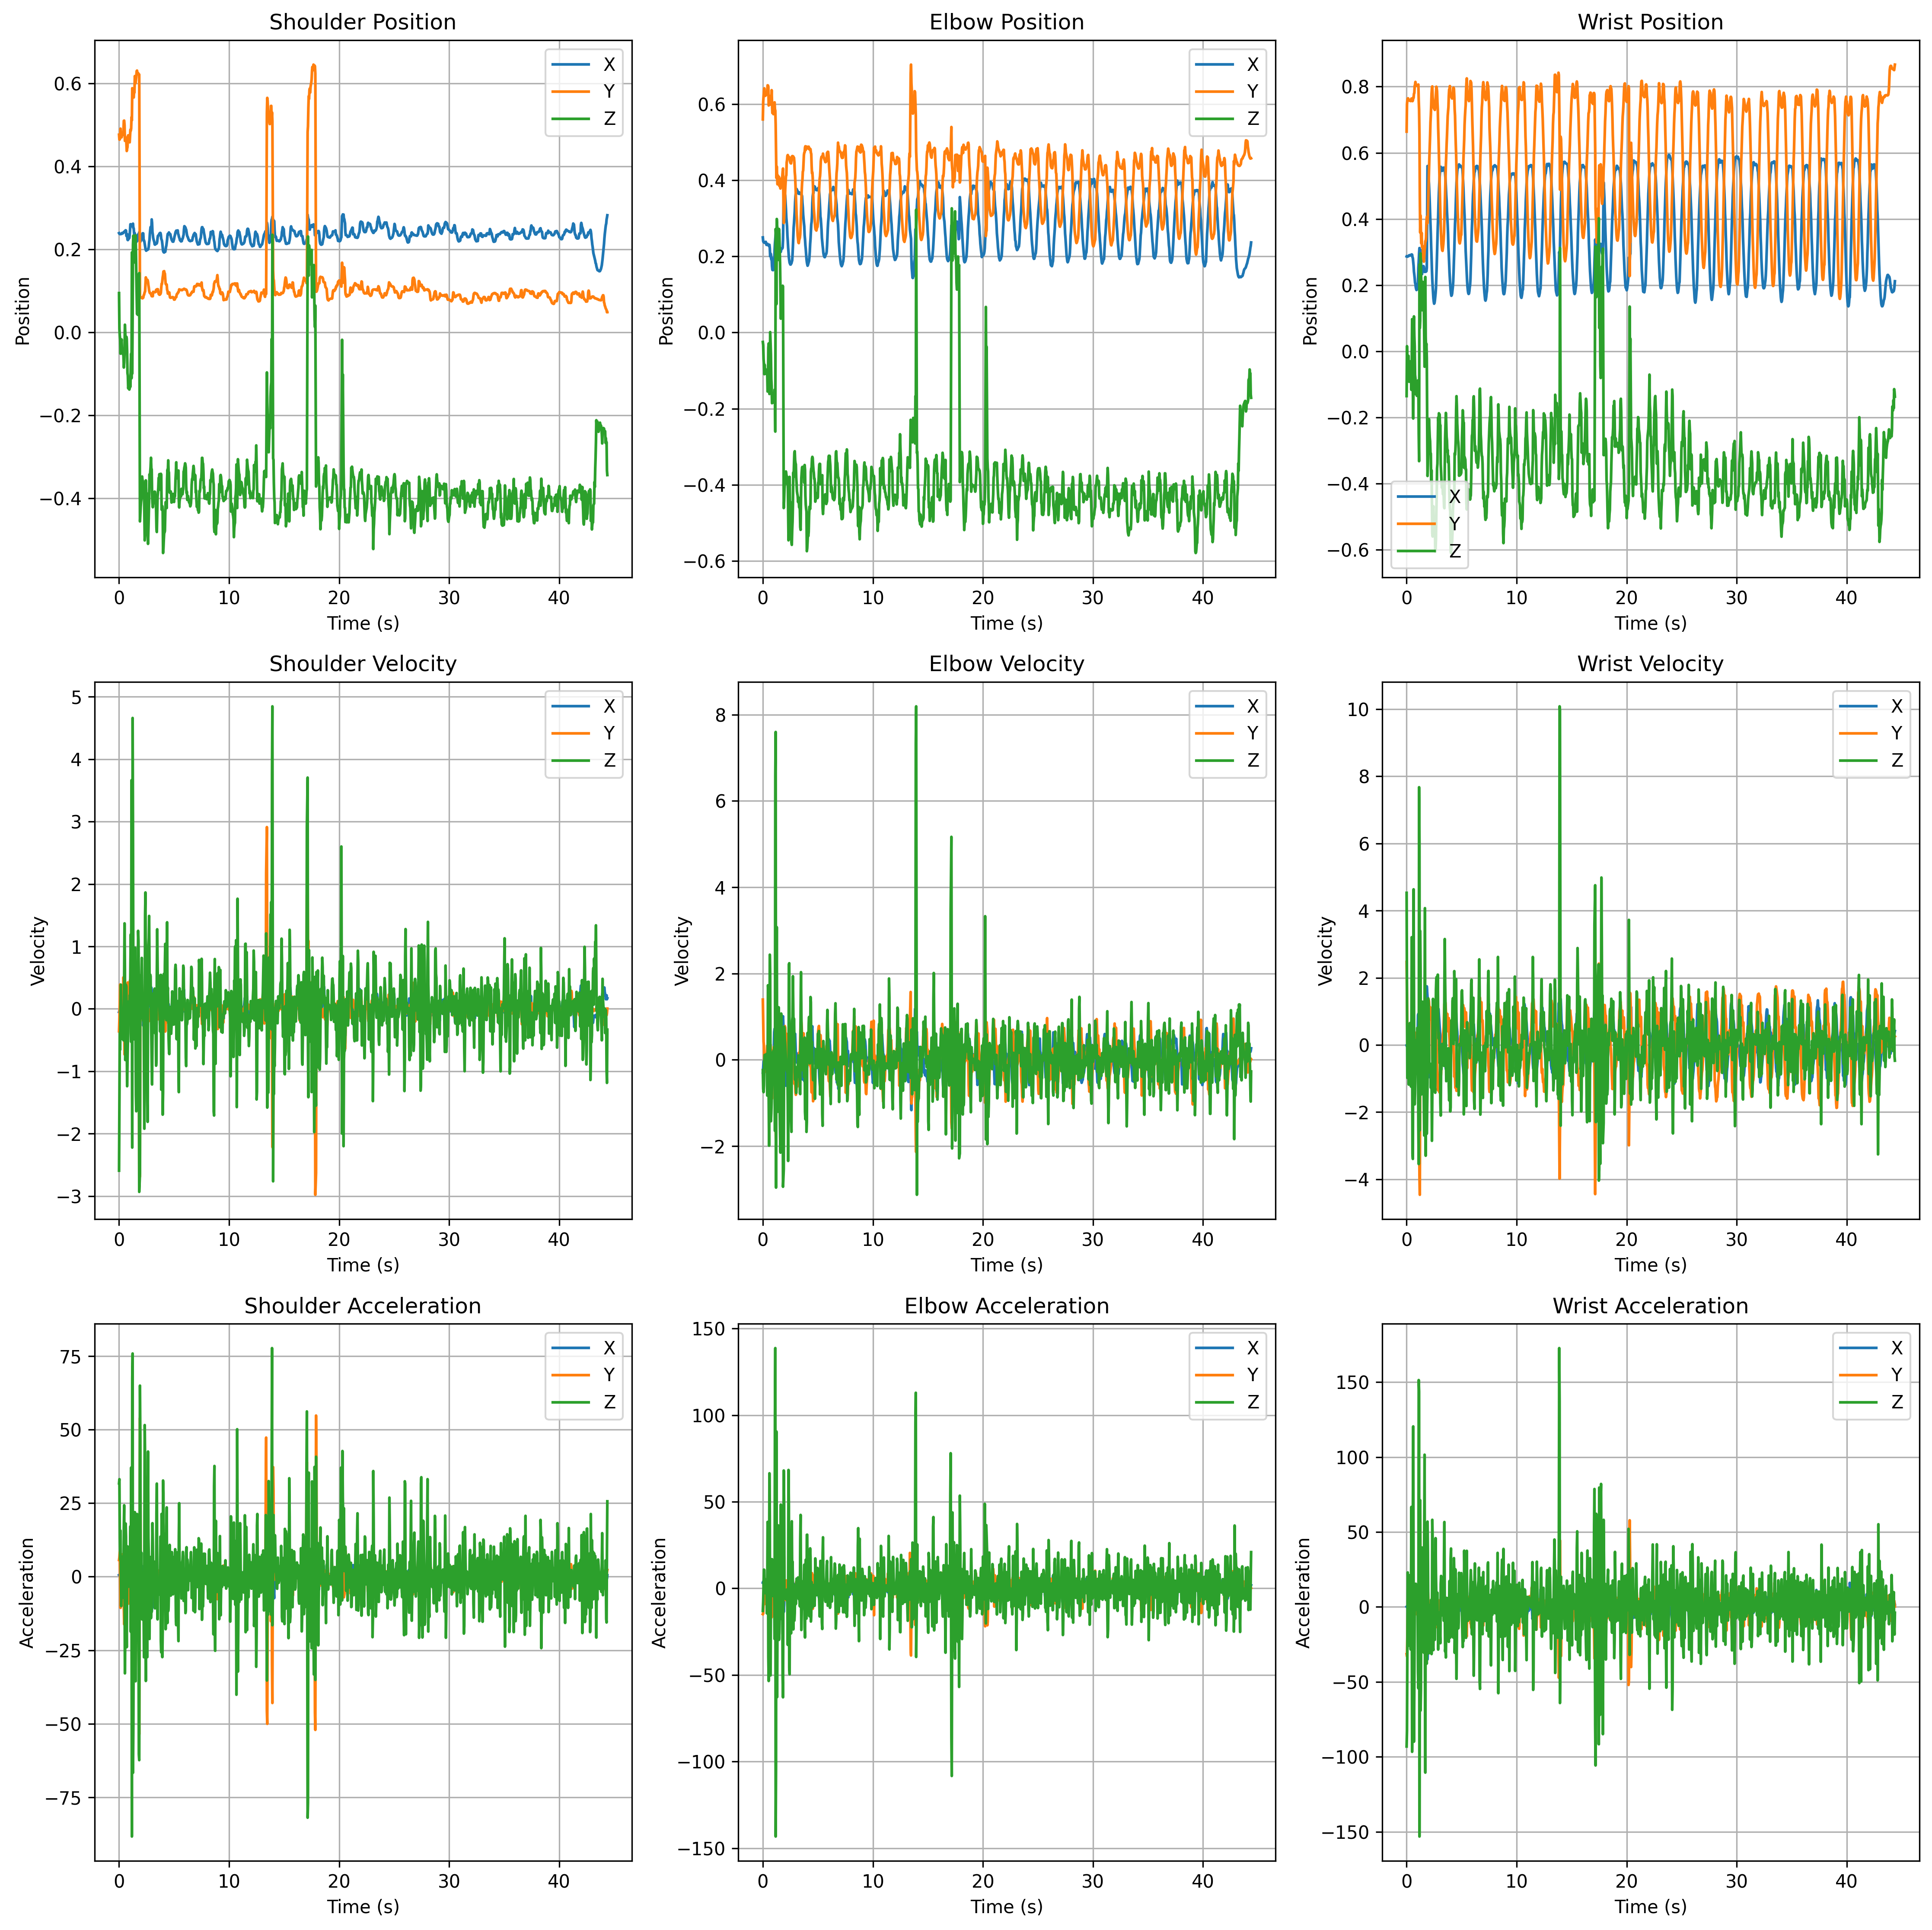 Shoulder Position
Elbow Position
Wrist Position
Position
0.6
0.4
0.2
0.0
−0.2
−0.4
X
Y
Z
0
10
20
30
40
Time (s)
Position
0.6
0.4
0.2
0.0
−0.2
−0.4
−0.6
X
Y
Z
0
10
20
30
40
Time (s)
Position
0.8
0.6
0.4
0.2
0.0
−0.2
−0.4
−0.6
X
Y
Z
0
10
20
30
40
Time (s)
Shoulder Velocity
Elbow Velocity
Wrist Velocity
Velocity
5
4
3
2
1
0
−1
−2
−3
X
Y
Z
0
10
20
30
40
Time (s)
Velocity
8
6
4
2
0
−2
X
Y
Z
0
10
20
30
40
Time (s)
Velocity
10
8
6
4
2
0
−2
−4
X
Y
Z
0
10
20
30
40
Time (s)
Shoulder Acceleration
Elbow Acceleration
Wrist Acceleration
Acceleration
75
50
25
0
−25
−50
−75
X
Y
Z
0
10
20
30
40
Time (s)
Acceleration
150
100
50
0
−50
−100
−150
X
Y
Z
0
10
20
30
40
Time (s)
Acceleration
150
100
50
0
−50
−100
−150
X
Y
Z
0
10
20
30
40
Time (s)